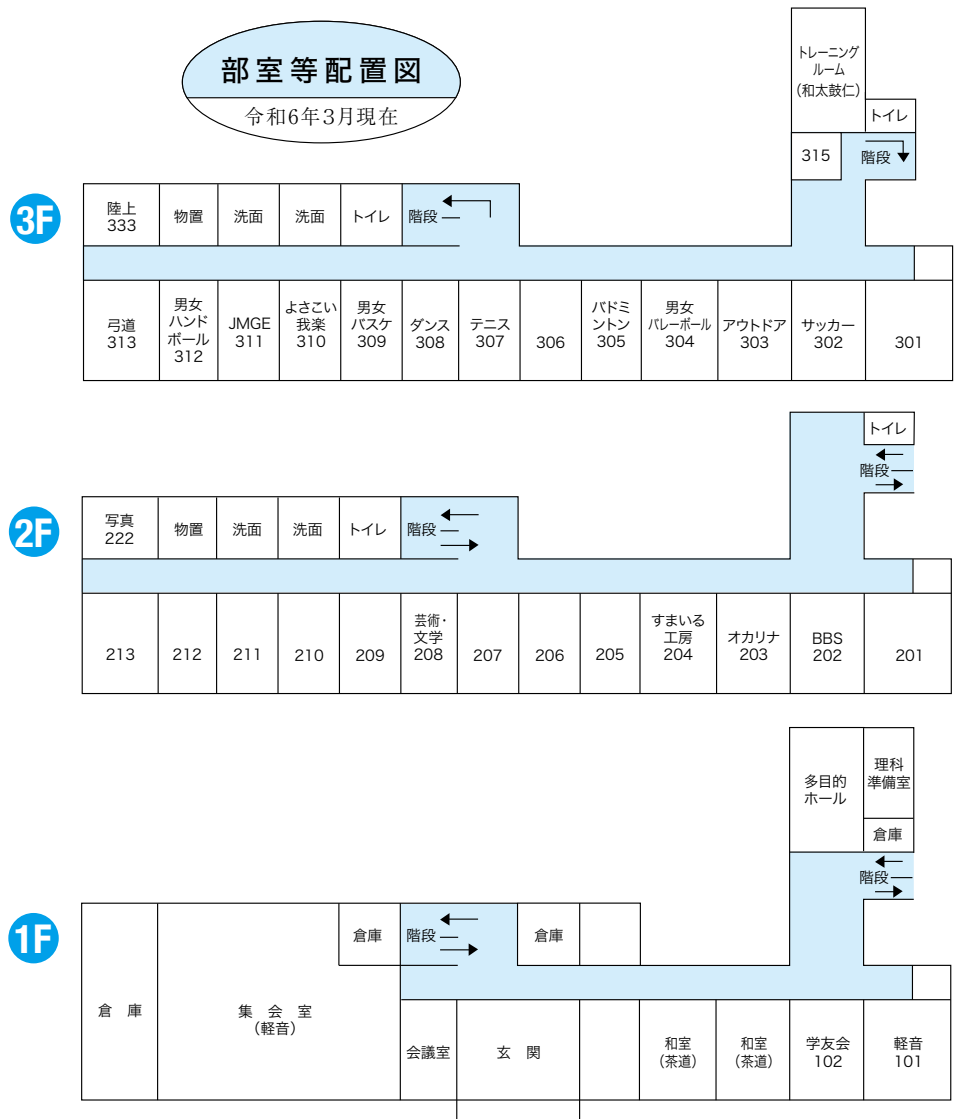 部室等配置図
令和6年3月現在
3F
トレーニング
ルーム
(和太鼓仁)
トイレ
315
階段
陸上
333
物置
洗面
洗面
トイレ
階段
弓道
313
男女
ハンド
ボール
312
JMGE
311
よさこい
我楽
310
男女
バスケ
309
ダンス
308
テニス
307
306
バドミ
ントン
305
男女
バレーボール
304
アウトドア
303
サッカー
302
301
2F
トイレ
階段
写真
222
物置
洗面
洗面
トイレ
階段
213
212
211
210
209
芸術・
文学
208
207
206
205
すまいる
工房
204
オカリナ
203
BBS
202
201
1F
多目的
ホール
理科
準備室
倉庫
階段
倉庫
階段
倉庫
倉 庫
集 会 室
(軽音)
会議室
玄 関
和室
(茶道)
和室
(茶道)
学友会
102
軽音
101